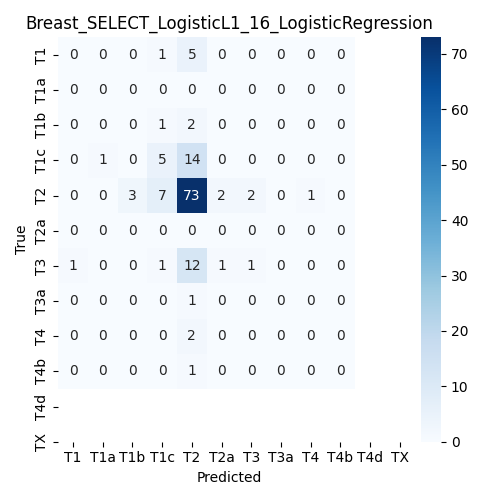 Breast_SELECT_LogisticL1_16_LogisticRegression
T1 0 0 0 1 5 0 0 0 0 0
T1a 0 0 0 0 0 0 0 0 0 0
T1b 0 0 0 1 2 0 0 0 0 0
T1c 0 1 0 5 14 0 0 0 0 0
T2 0 0 3 7 73 2 2 0 1 0
T2a 0 0 0 0 0 0 0 0 0 0
T3 1 0 0 1 12 1 1 0 0 0
T3a 0 0 0 0 1 0 0 0 0 0
T4 0 0 0 0 2 0 0 0 0 0
T4b 0 0 0 0 1 0 0 0 0 0
T4d
TX
T1 T1a T1b T1c T2 T2a T3 T3a T4 T4b T4d TX
Predicted
True
70
60
50
40
30
20
10
0